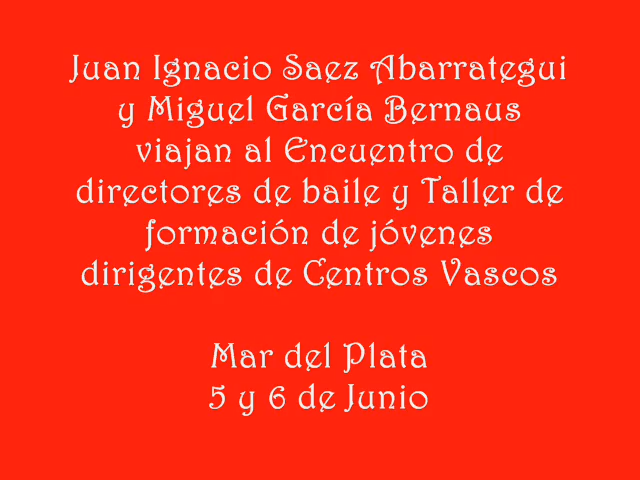 Juan Ignacio Saez Abarrategui
y Miguel García Bernaus
viajan al Encuentro de
directores de baile y Taller de
formación de jóvenes
dirigentes de Centros Vascos
Mar del Plata
5 y 6 de Junio